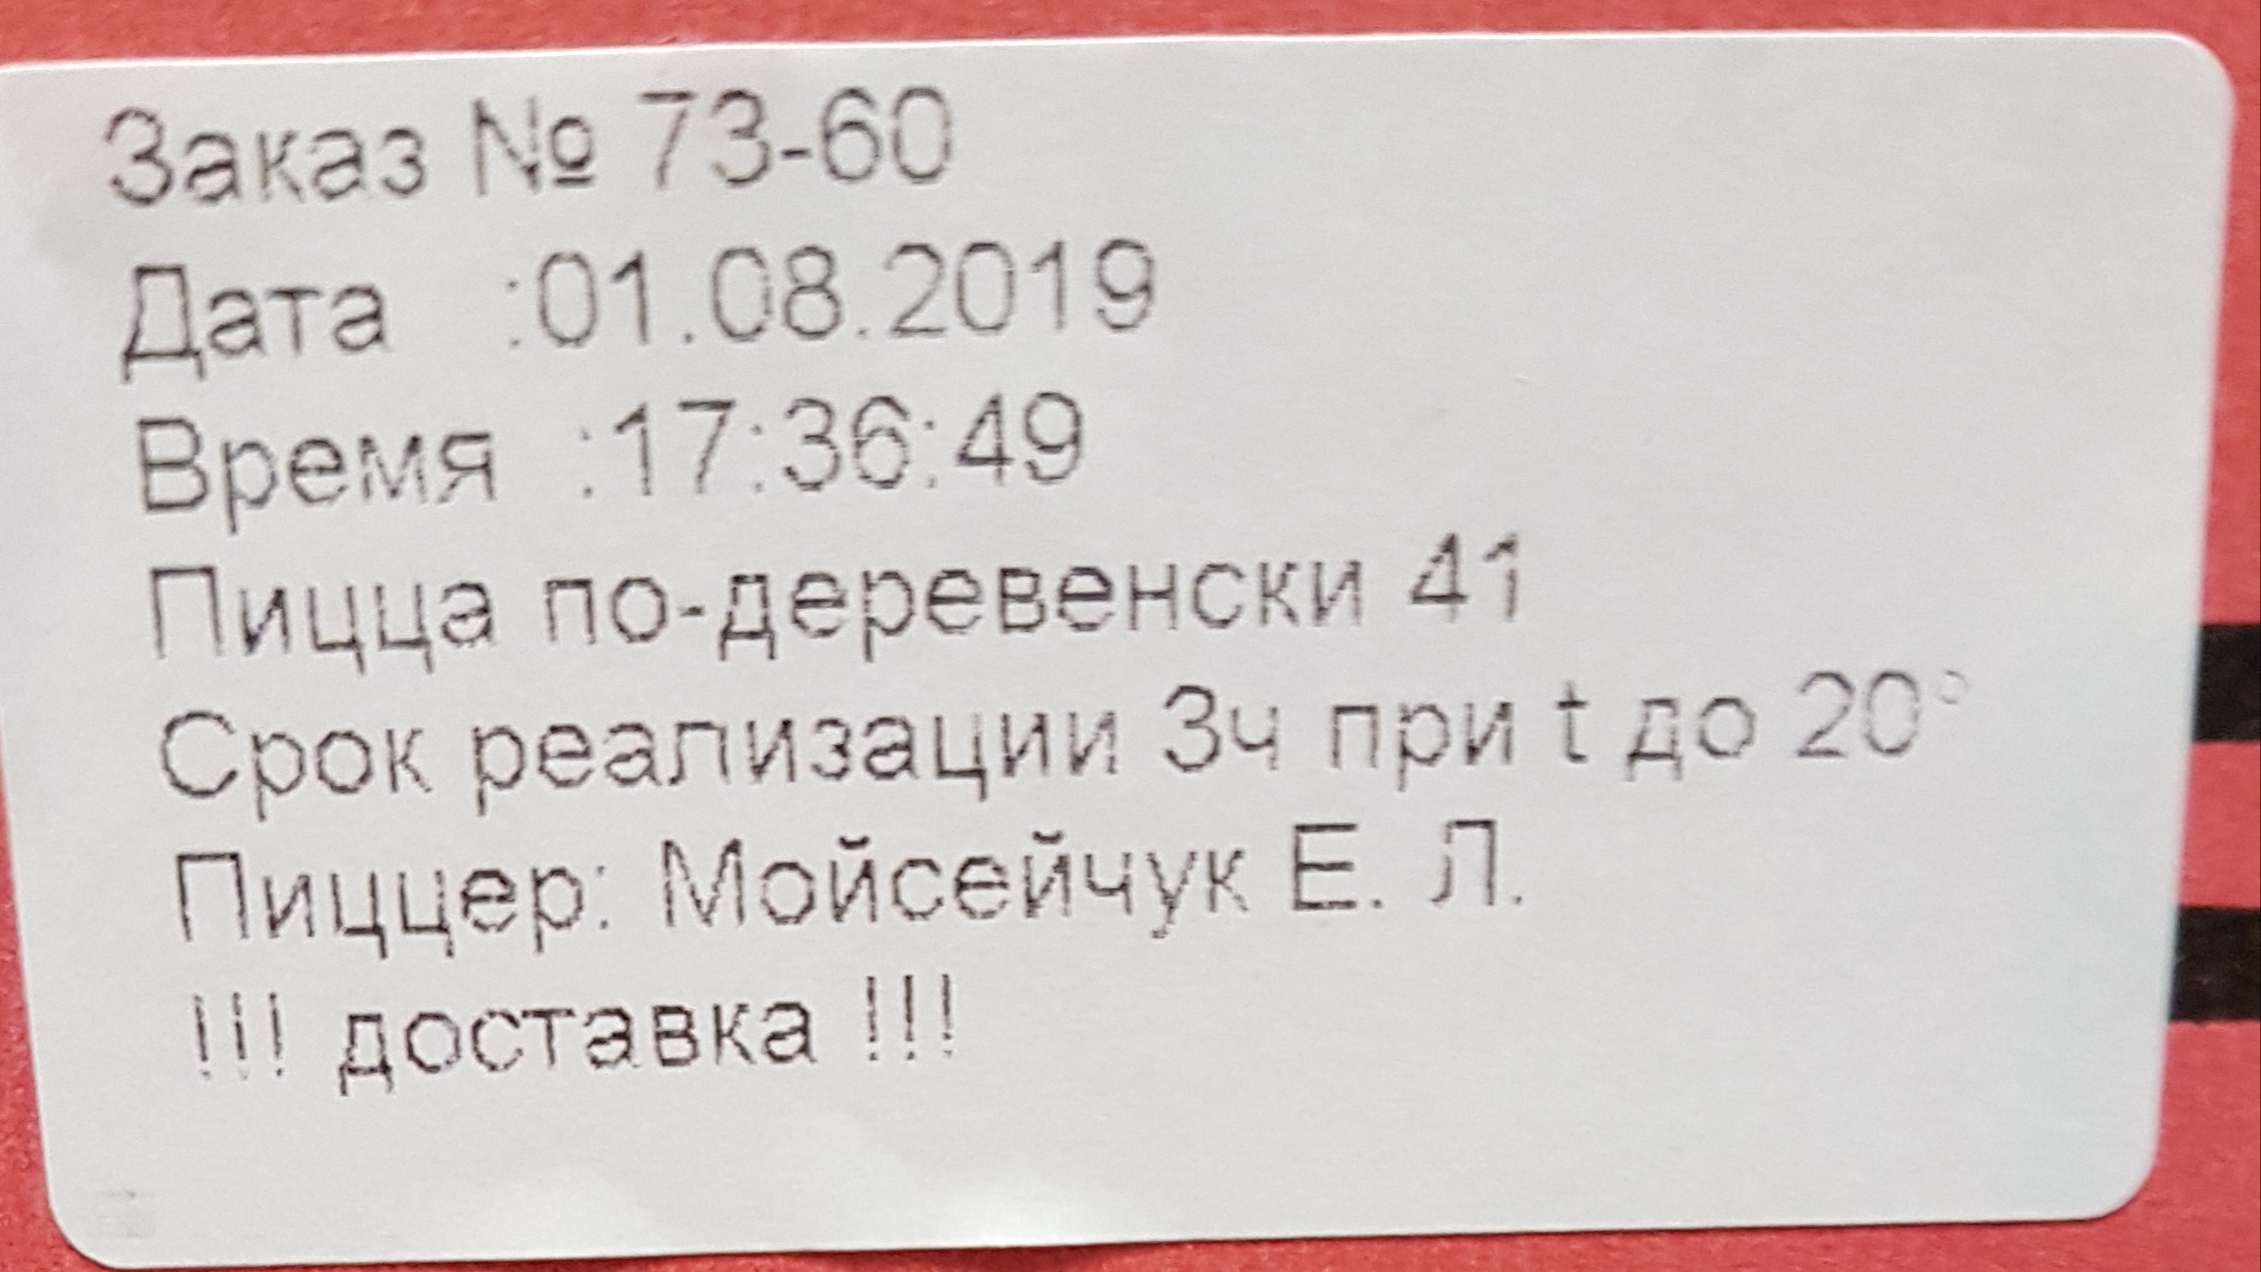 Заказ № 73-60
Дата :01.08.2019
Время :17:36:49
Пицца по-деревенски 41
Срок реализации 3ч при t до 20°
Пиццер: Мойсейчук Е. Л.
!!! доставка !!!